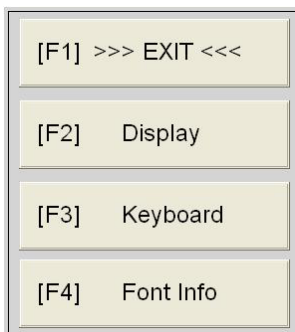 [F1] >>> EXIT <<<
[F2] Display
[F3] Keyboard
[F4] Font Info